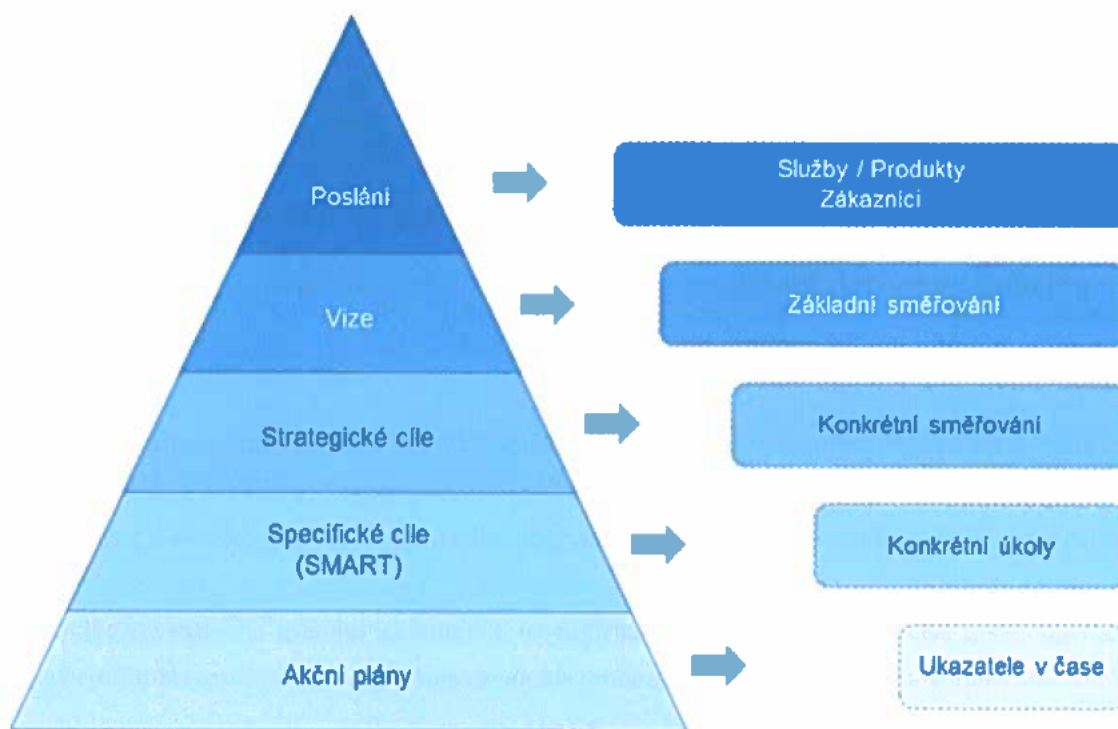 Poslání
Služby / Produkty
Zákazníci
Vize
Základní směřování
Strategické cíle
Konkrétní směřování
Specifické cíle
(SMART)
Konkrétní úkoly
Akční plány
Ukazatele v čase